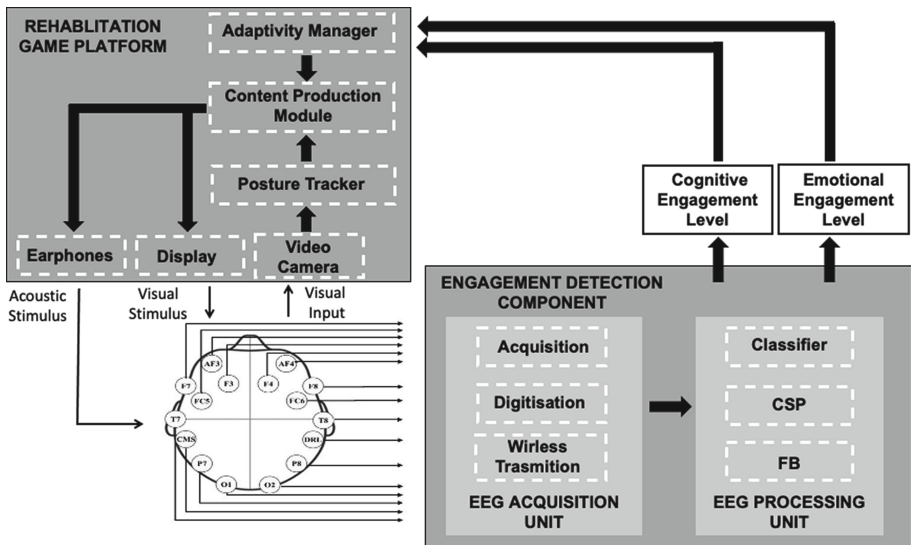 REHABLITATION
GAME PLATFORM
Adaptivity Manager
Content Production
Module
Posture Tracker
Earphones
Display
Video
Camera
Acoustic
Stimulus
Visual
Stimulus
Visual
Input
Cognitive
Engagement
Level
Emotional
Engagement
Level
AF3
AF4
F7
F3
F4
F8
FC5
FC6
T7
T8
CMS
DRL
P7
P8
O1
O2
ENGAGEMENT DETECTION
COMPONENT
Acquisition
Digitisation
Wirless
Trasmition
EEG ACQUISITION
UNIT
Classifier
CSP
FB
EEG PROCESSING
UNIT